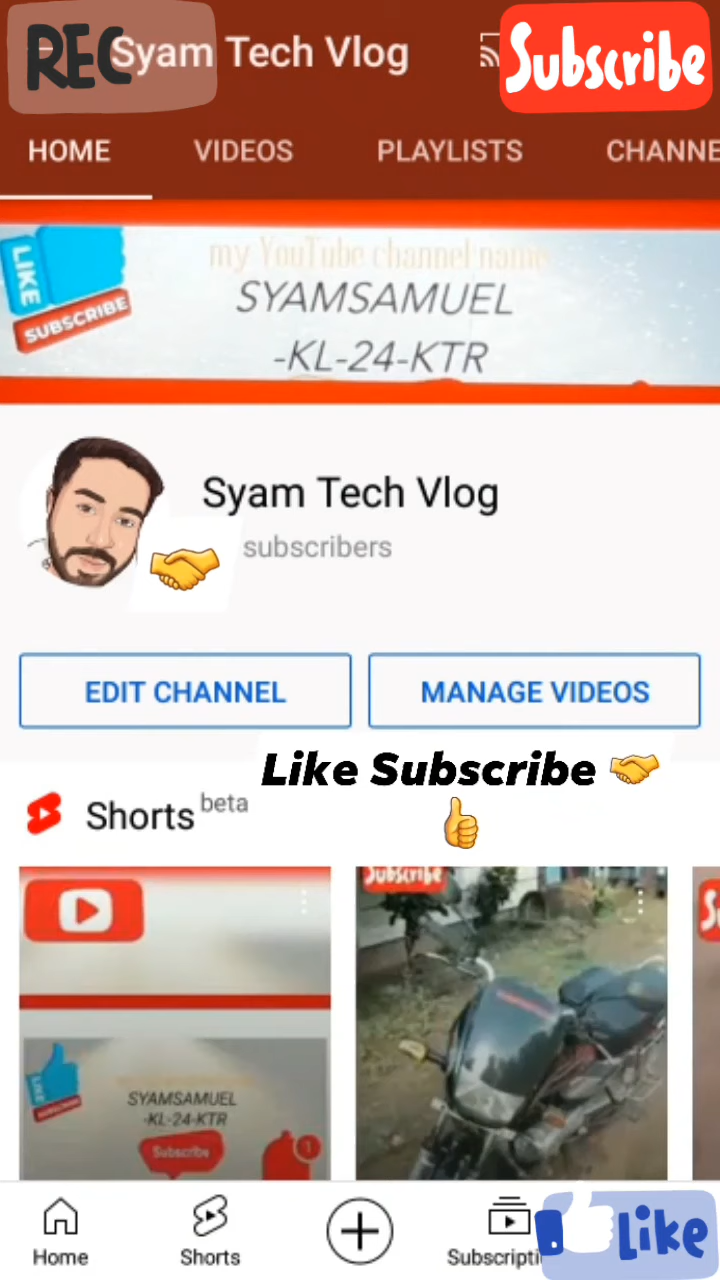 REC
Syam Tech Vlog
Subscribe
HOME VIDEOS PLAYLISTS CHANNE
LIKE
SUBSCRIBE
my YouTube channel name
SYAMSAMUEL
-KL-24-KTR
Syam Tech Vlog
subscribers
EDIT CHANNEL MANAGE VIDEOS
Like Subscribe 🤝
👍
Shorts beta
Subscribe
LIKE
SYAMSAMUEL
-KL-24-KTR
Subscribe
1
Home Shorts Subscripti
Like